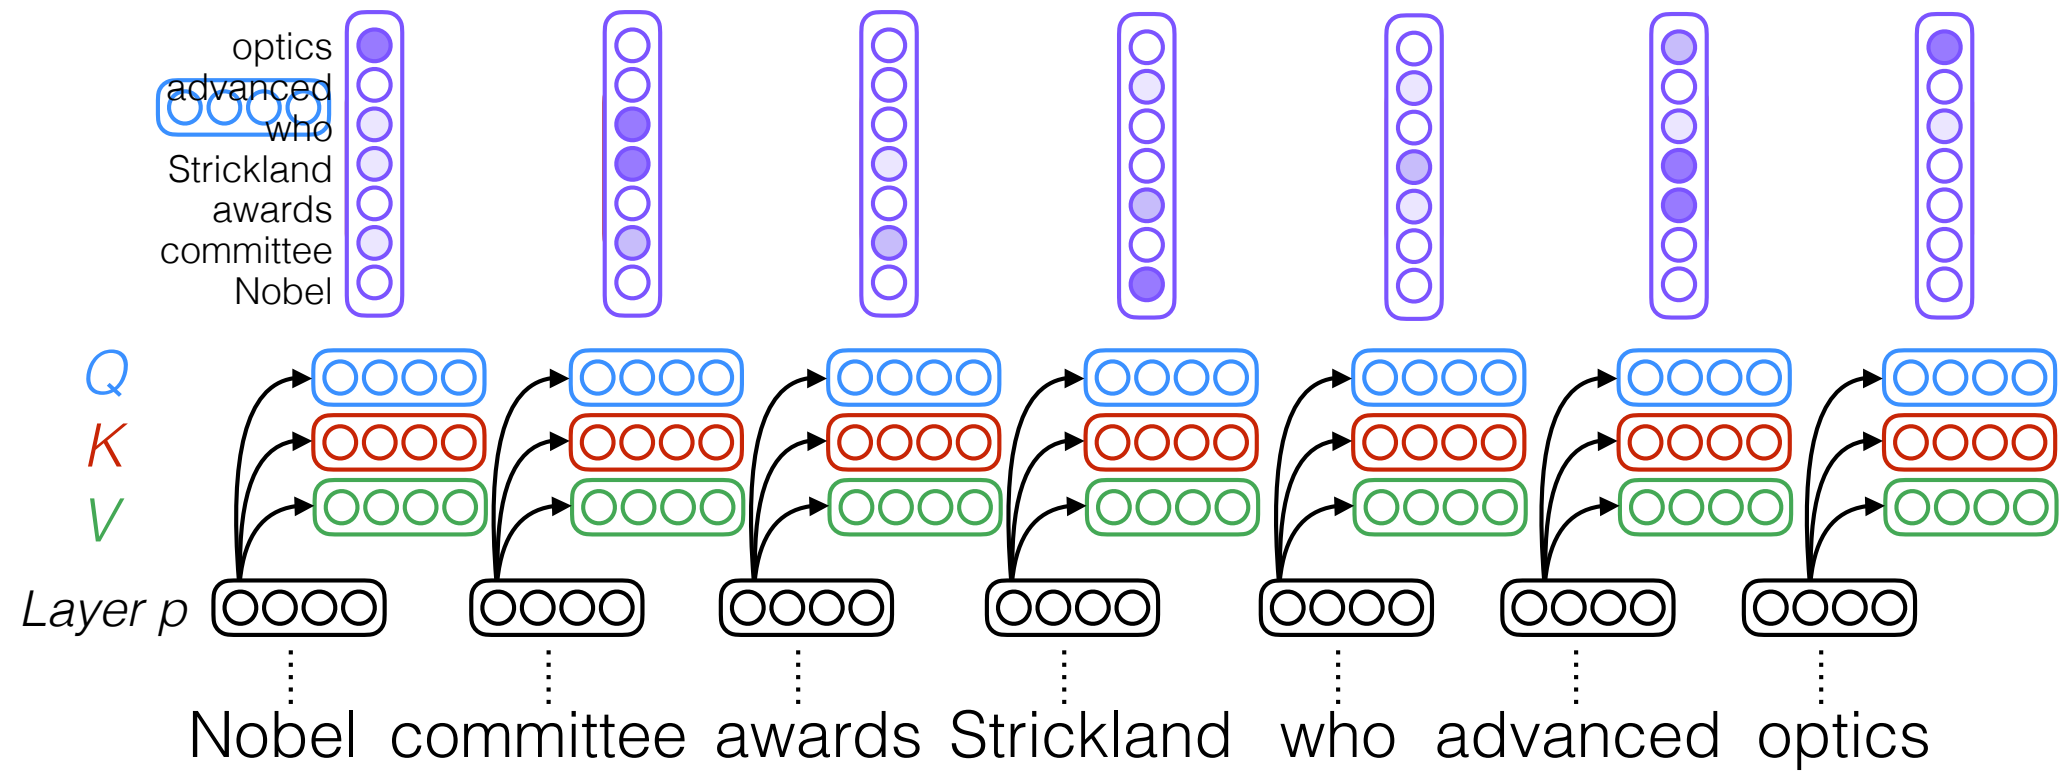 optics
advanced
who
Strickland
awards
committee
Nobel
Q
K
V
Layer p
Nobel committee awards Strickland who advanced optics